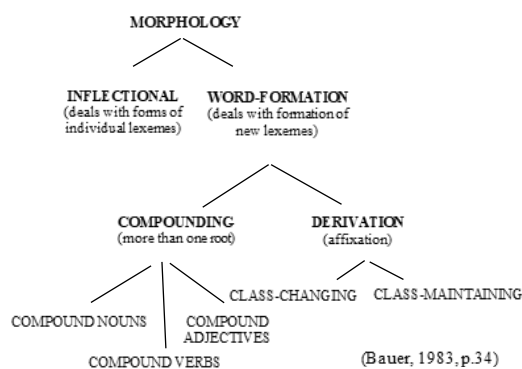 MORPHOLOGY
INFLECTIONAL
(deals with forms of
individual lexemes)
WORD-FORMATION
(deals with formation of
new lexemes)
COMPOUNDING
(more than one root)
DERIVATION
(affixation)
COMPOUND NOUNS
COMPOUND VERBS
COMPOUND
ADJECTIVES
CLASS-CHANGING
CLASS-MAINTAINING
(Bauer, 1983, p.34)